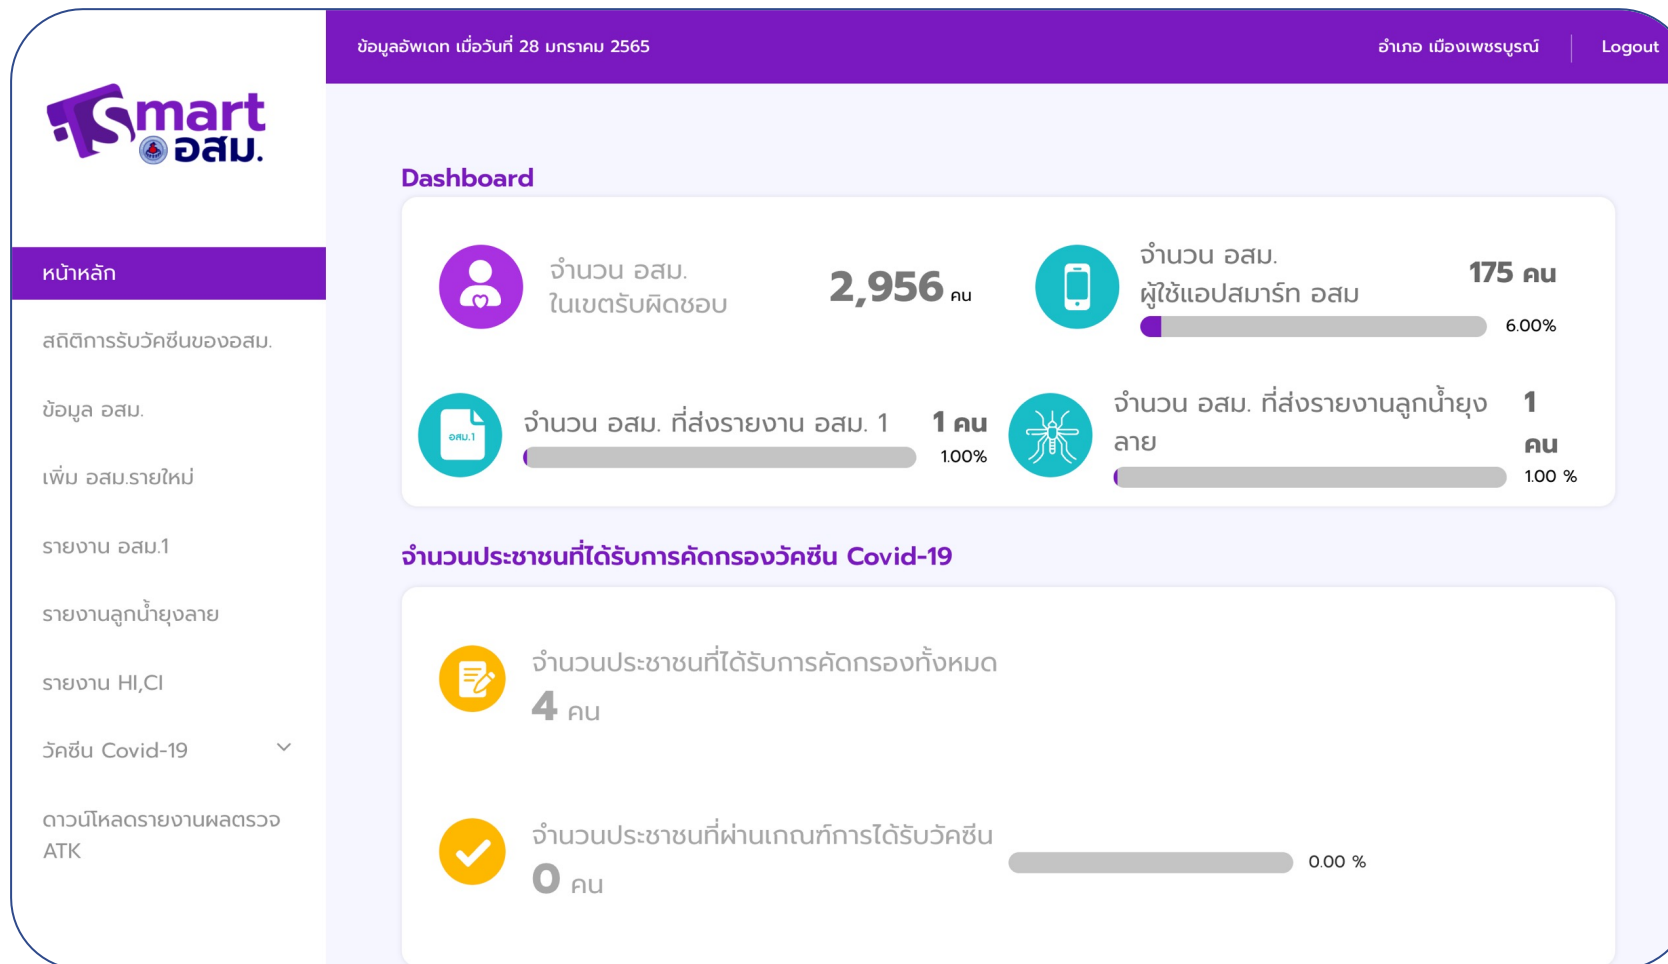 ข้อมูลอัพเดท เมื่อวันที่ 28 มกราคม 2565
อำเภอ เมืองเพชรบูรณ์
Logout
Smart
อสม.
หน้าหลัก
สถิติการรับวัคซีนของอสม.
ข้อมูล อสม.
เพิ่ม อสม.รายใหม่
รายงาน อสม.1
รายงานลูกน้ำยุงลาย
รายงาน HI,CI
วัคซีน Covid-19
ดาวน์โหลดรายงานผลตรวจ
ATK
Dashboard
จำนวน อสม.
ในเขตรับผิดชอบ
2,956 คน
จำนวน อสม.
ผู้ใช้แอปสมาร์ท อสม
175 คน
6.00%
อสม.1
จำนวน อสม. ที่ส่งรายงาน อสม. 1
1 คน
1.00%
จำนวน อสม. ที่ส่งรายงานลูกน้ำยุง
ลาย
1
คน
1.00 %
จำนวนประชาชนที่ได้รับการคัดกรองวัคซีน Covid-19
จำนวนประชาชนที่ได้รับการคัดกรองทั้งหมด
4 คน
จำนวนประชาชนที่ผ่านเกณฑ์การได้รับวัคซีน
0 คน
0.00 %